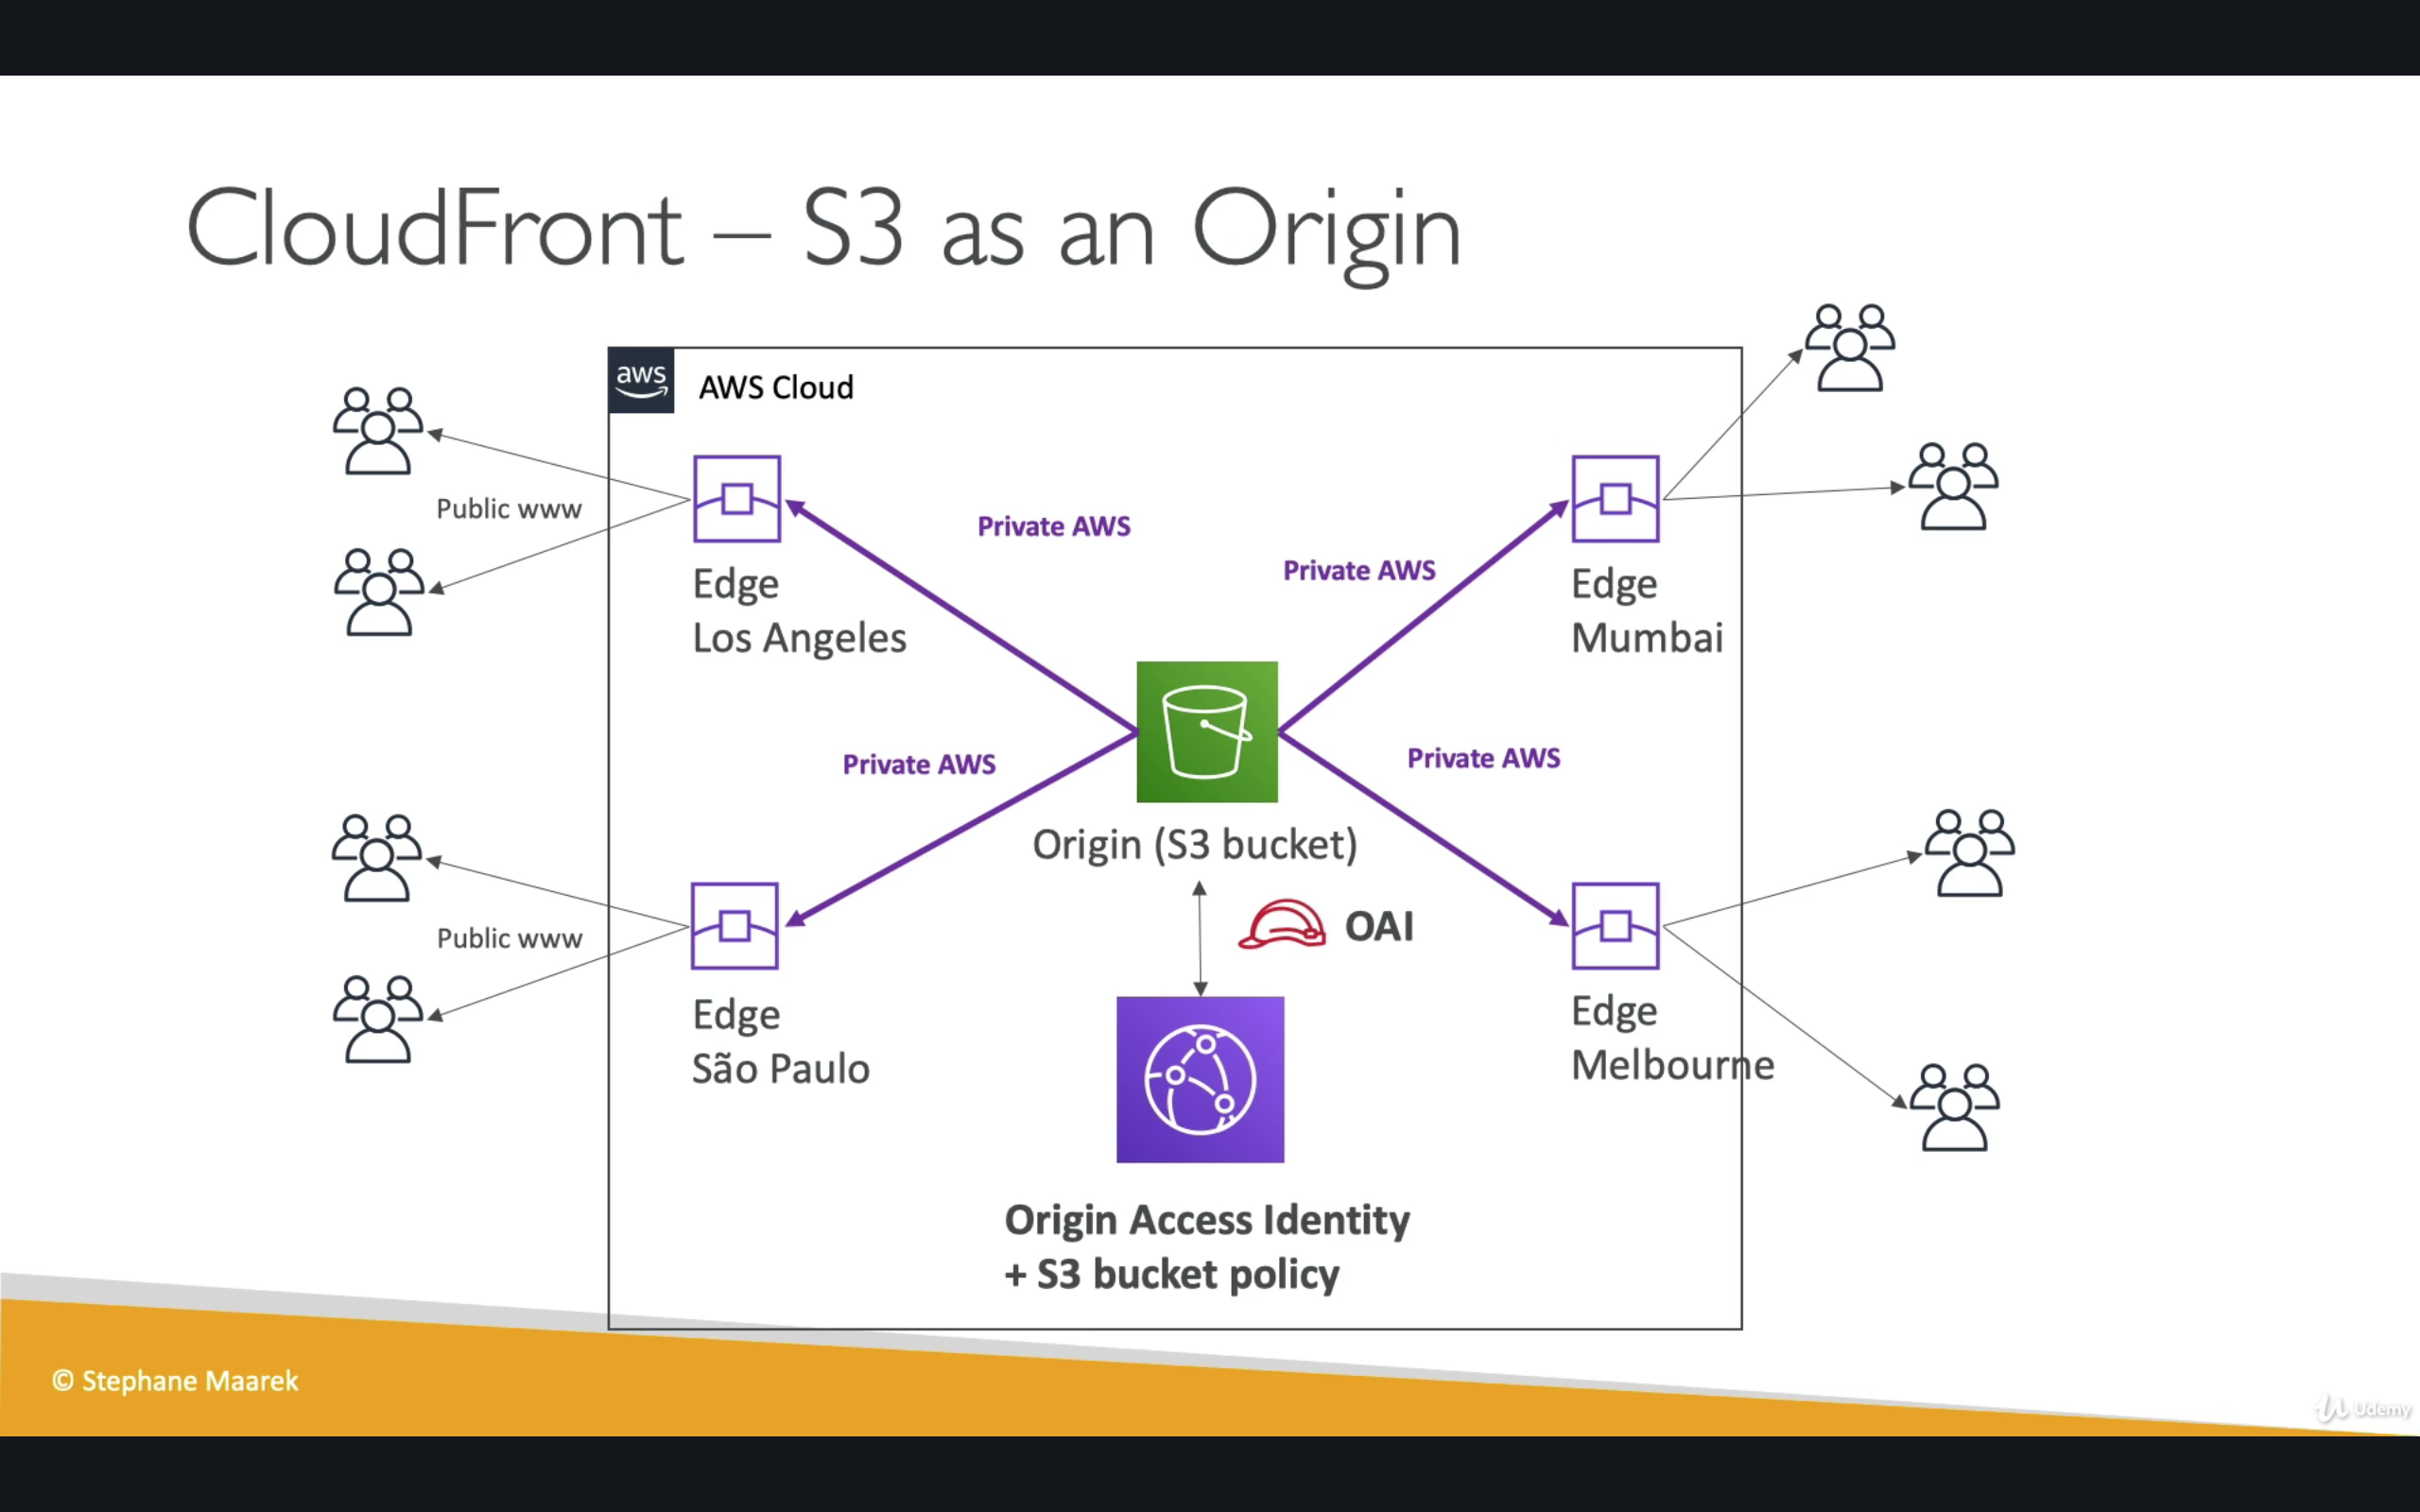 CloudFront – S3 as an Origin
aws
AWS Cloud
Public www
Private AWS
Private AWS
Edge
Los Angeles
Edge
Mumbai
Private AWS
Private AWS
Origin (S3 bucket)
OAI
Public www
Edge
São Paulo
Edge
Melbourne
Origin Access Identity
+ S3 bucket policy
© Stephane Maarek
Udemy